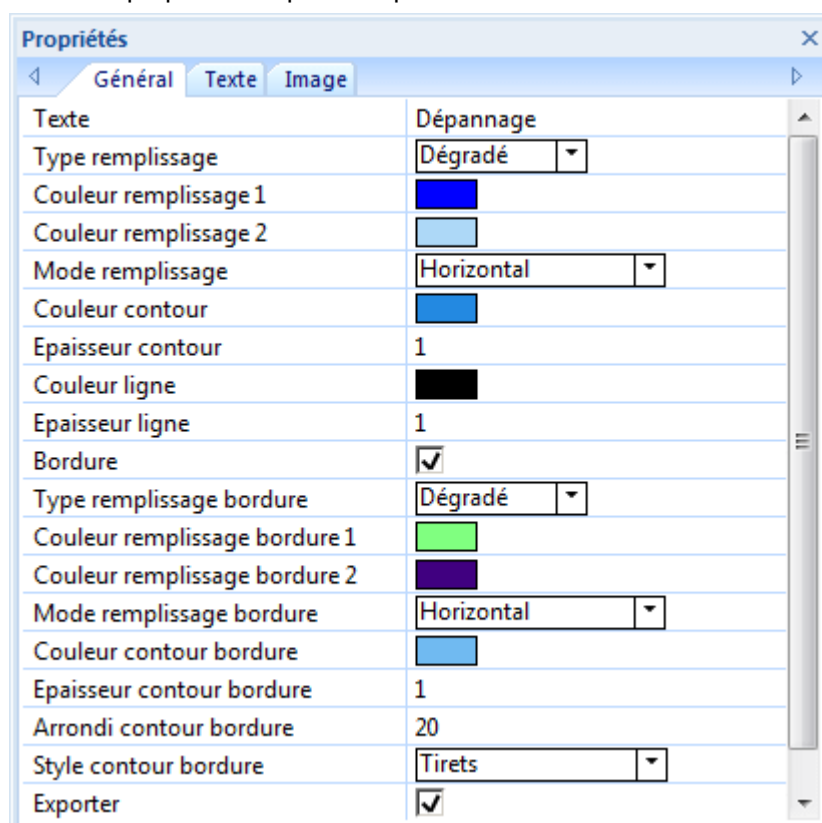 Propriétés
Général Texte Image
Texte Dépannage
Type remplissage Dégradé
Couleur remplissage 1
Couleur remplissage 2
Mode remplissage Horizontal
Couleur contour
Epaisseur contour 1
Couleur ligne
Epaisseur ligne 1
Bordure
Type remplissage bordure Dégradé
Couleur remplissage bordure 1
Couleur remplissage bordure 2
Mode remplissage bordure Horizontal
Couleur contour bordure
Epaisseur contour bordure 1
Arrondi contour bordure 20
Style contour bordure Tirets
Exporter